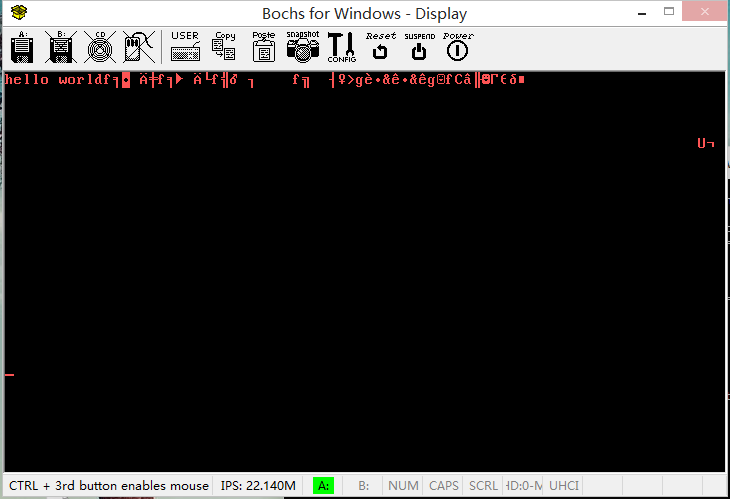 Bochs for Windows - Display
A: B: CD USER Copy Paste snapshot CONFIG Reset SUSPEND Power
hello worldf
U¬
CTRL + 3rd button enables mouse IPS: 22.140M A: B: NUM CAPS SCRL HD:0-M UHCI